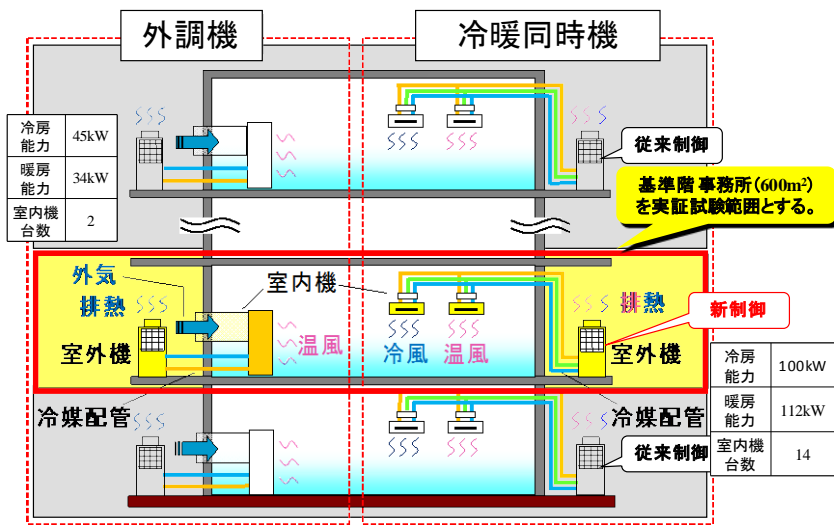 外調機
冷暖同時機
冷房
能力
45kW
暖房
能力
34kW
室内機
台数
2
従来制御
基準階 事務所(600m²)
を実証試験範囲とする。
外気
排熱
室内機
室外機
温風
冷風
温風
排熱
新制御
室外機
冷媒配管
冷媒配管
従来制御
冷房
能力
100kW
暖房
能力
112kW
室内機
台数
14